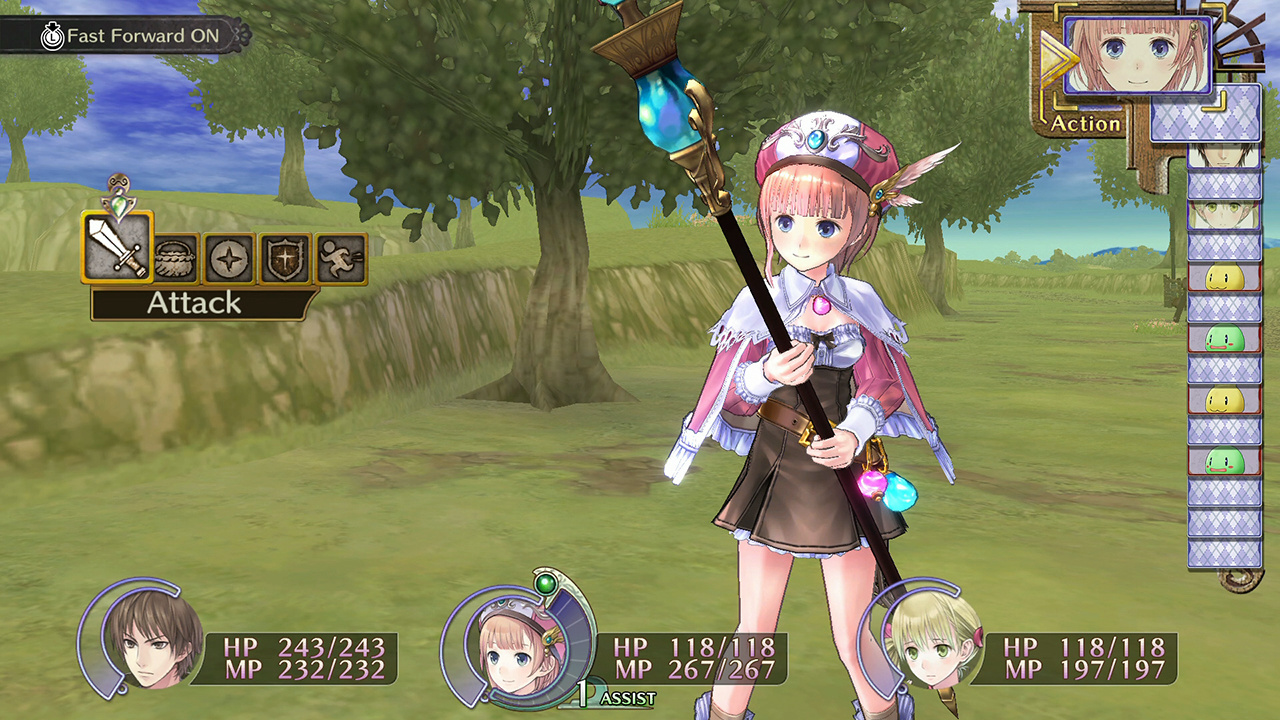 Fast Forward ON
Action
Attack
HP 243/243
MP 232/232
HP 118/118
MP 267/267
1 ASSIST
HP 118/118
MP 197/197